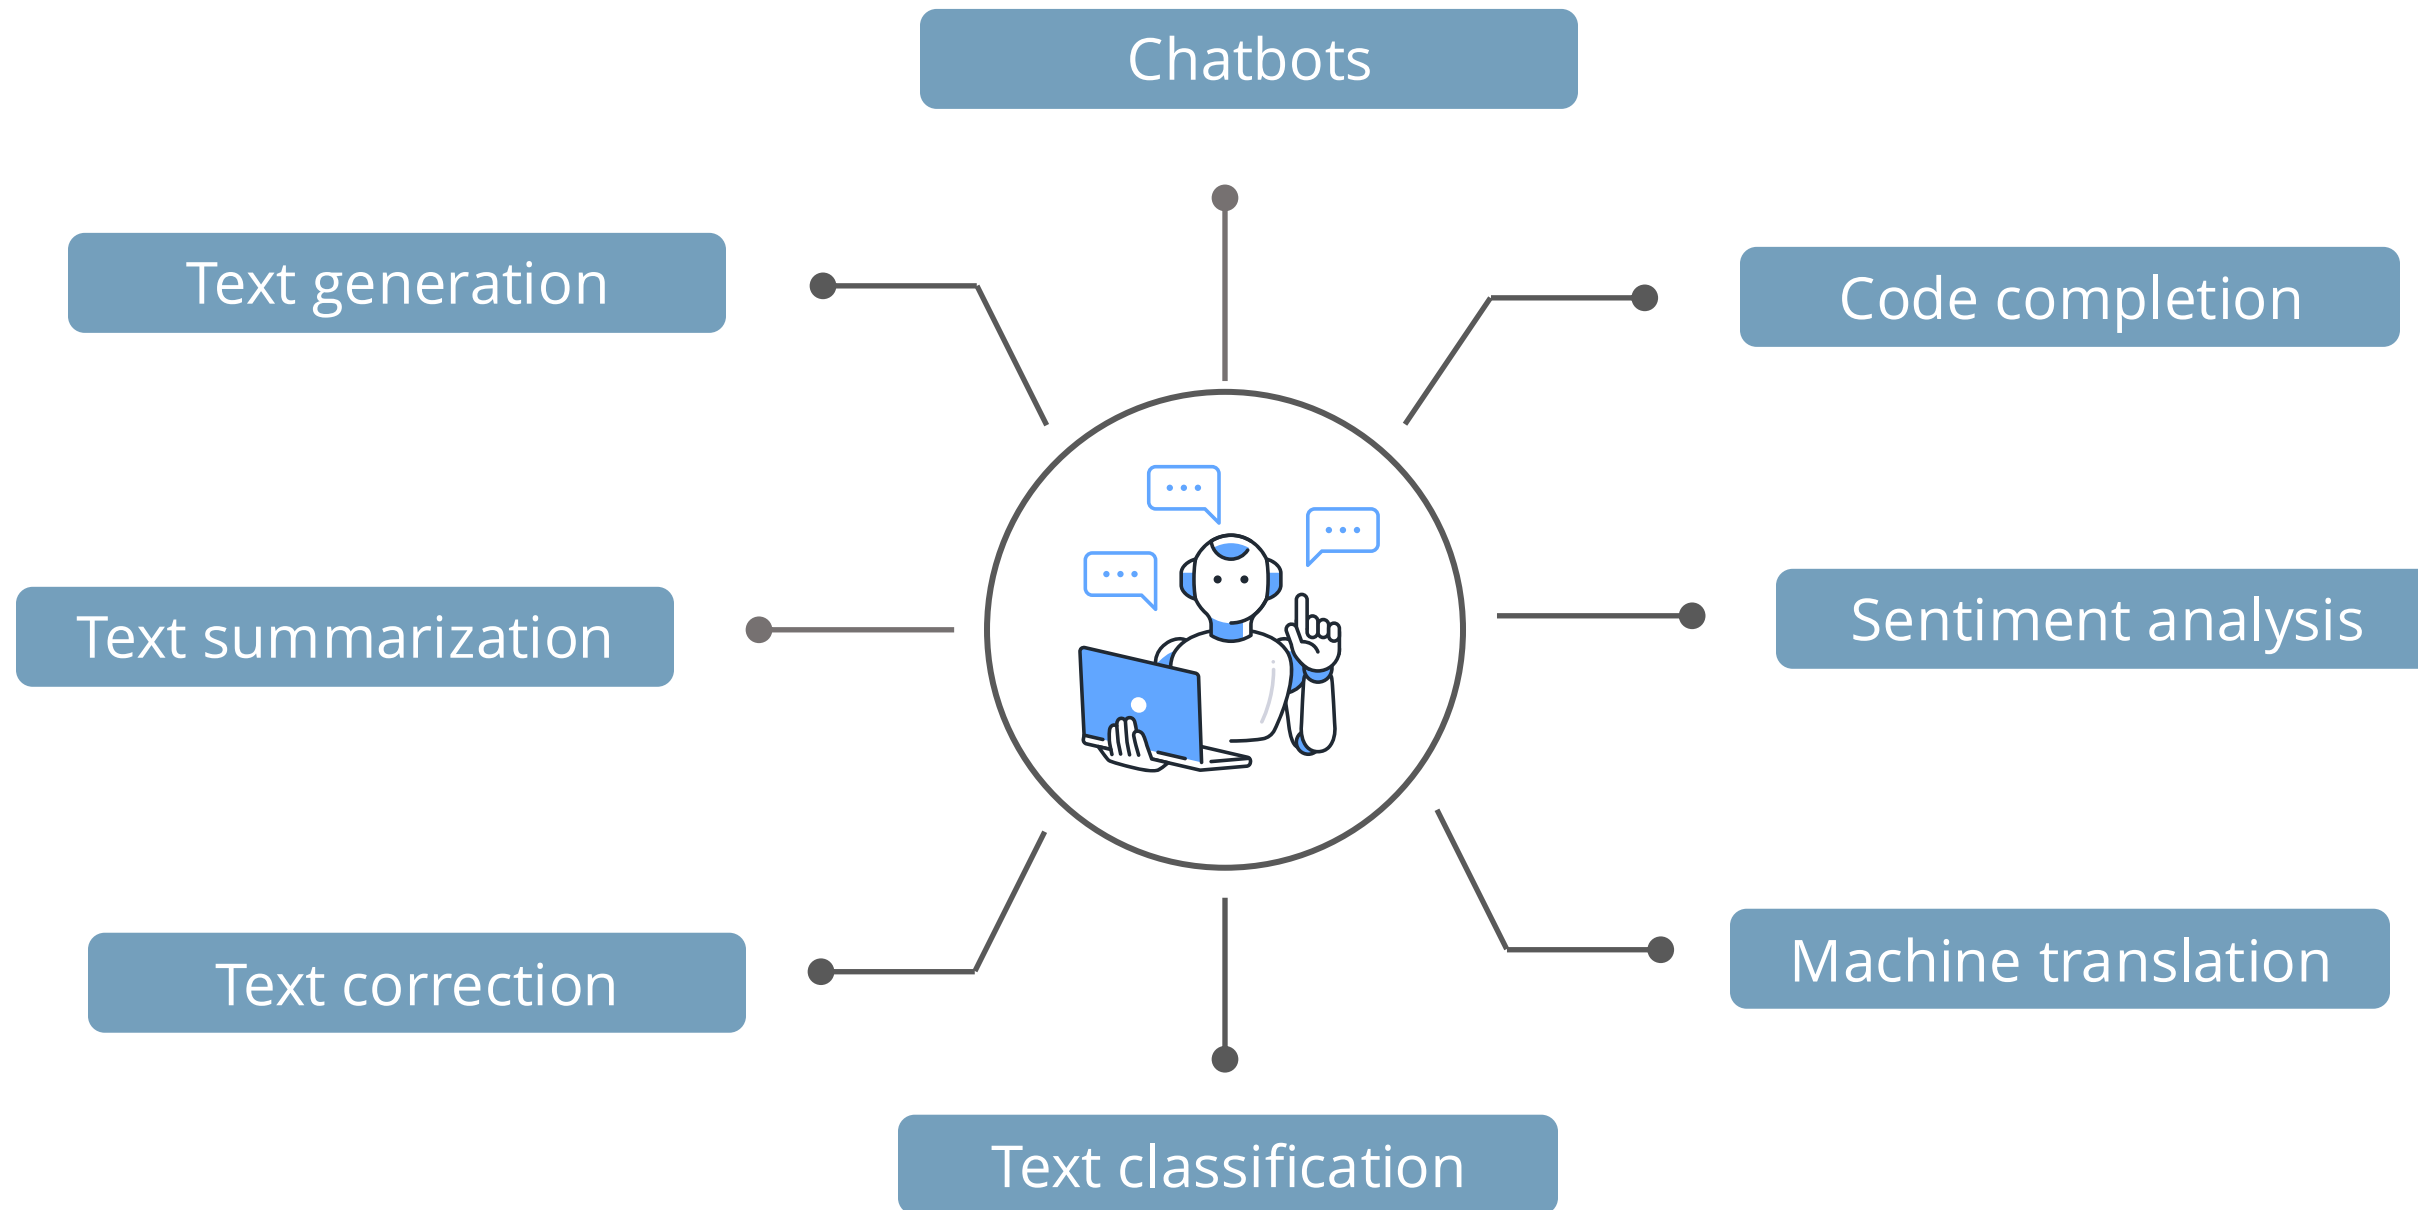 Chatbots
Text generation
Code completion
Text summarization
Sentiment analysis
Text correction
Machine translation
Text classification